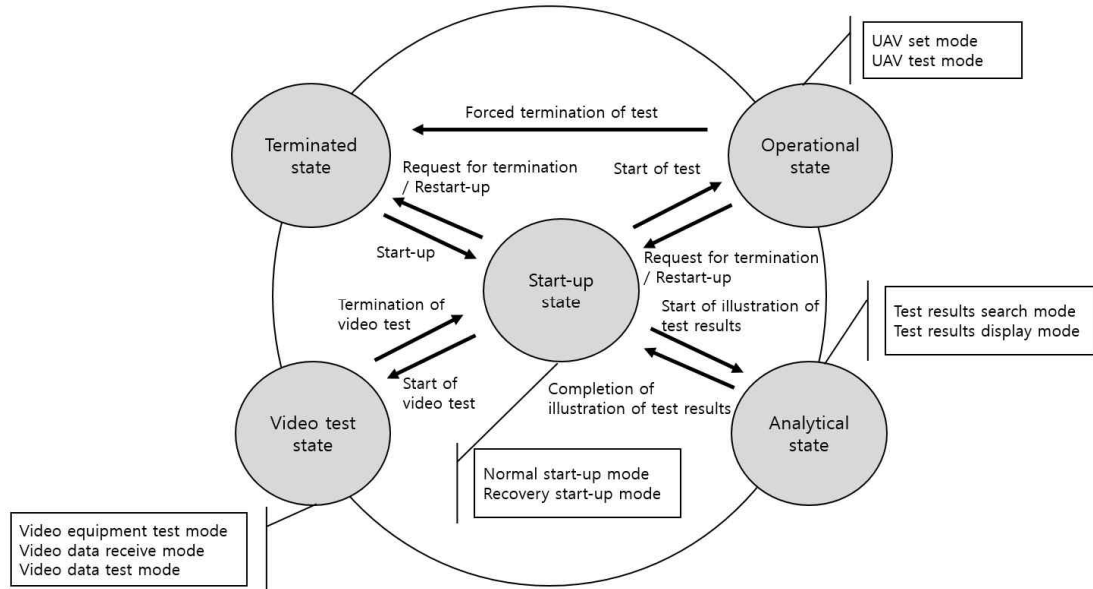 UAV set mode
UAV test mode
Forced termination of test
Terminated
state
Operational
state
Request for termination
/ Restart-up
Start of test
Start-up
Start-up
state
Request for termination
/ Restart-up
Termination of
video test
Start of illustration of
test results
Test results search mode
Test results display mode
Start of
video test
Completion of
illustration of test results
Video test
state
Analytical
state
Normal start-up mode
Recovery start-up mode
Video equipment test mode
Video data receive mode
Video data test mode